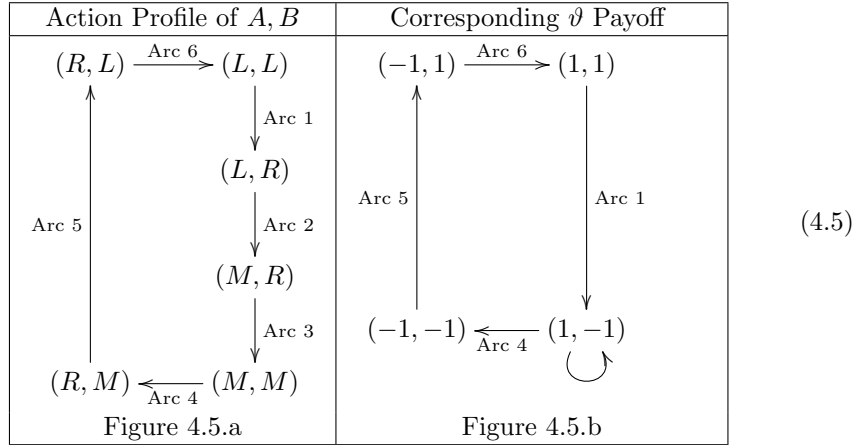 Action Profile of A, B Corresponding ϑ Payoff
(R, L) Arc 6 (L, L) (−1, 1) Arc 6 (1, 1)
Arc 1
(L, R)
Arc 5 Arc 2 Arc 5 Arc 1 (4.5)
(M, R)
Arc 3
(−1, −1) Arc 4 (1, −1)
(R, M) Arc 4 (M, M)
Figure 4.5.a Figure 4.5.b